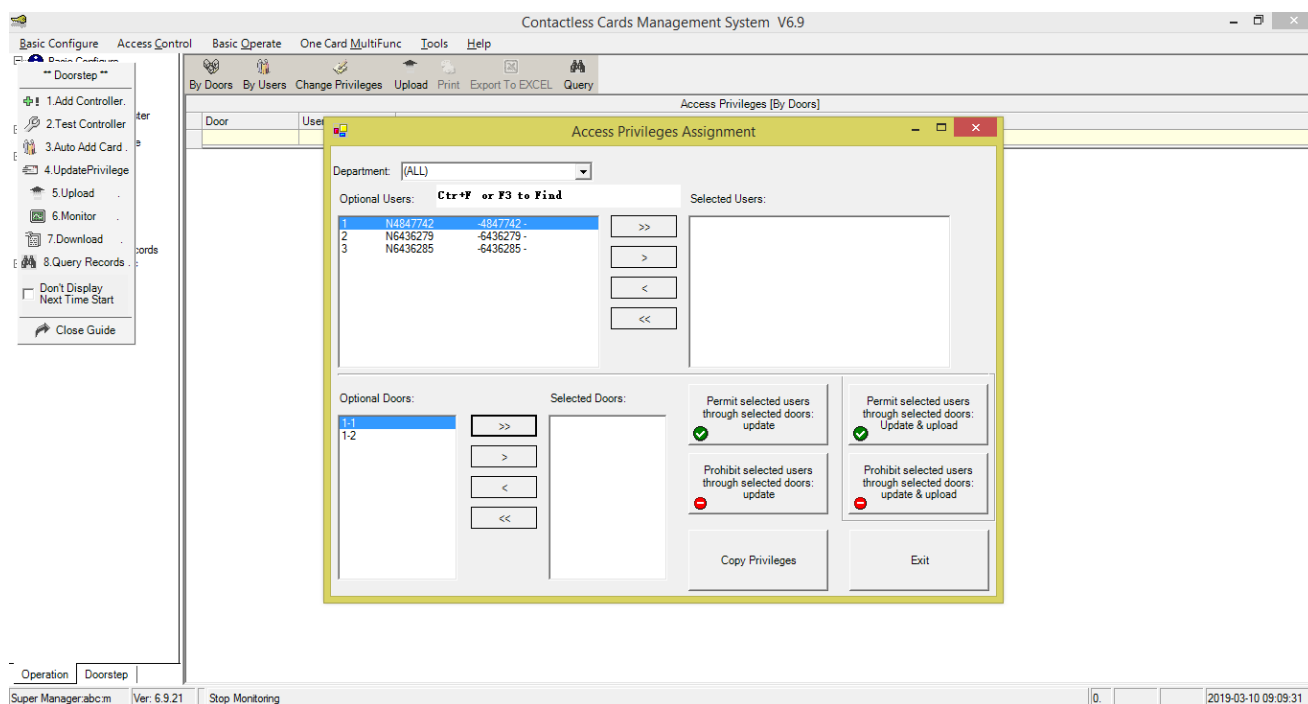 Contactless Cards Management System V6.9
Basic Configure Access Control Basic Operate One Card MultiFunc Tools Help
** Doorstep **
1.Add Controller.
2.Test Controller
3.Auto Add Card .
4.UpdatePrivilege
5.Upload .
6.Monitor .
7.Download .
8.Query Records .
Don't Display
Next Time Start
Close Guide
By Doors By Users Change Privileges Upload Print Export To EXCEL Query
Access Privileges [By Doors]
Door
Access Privileges Assignment
Department: (ALL)
Optional Users: Ctr+F or F3 to Find Selected Users:
1 N4847742 -4847742 -
2 N6436279 -6436279 -
3 N6436285 -6436285 -
>>
>
<
<<
Optional Doors: Selected Doors:
1-1
1-2
>>
>
<
<<
Permit selected users
through selected doors:
update
Permit selected users
through selected doors:
Update & upload
Prohibit selected users
through selected doors:
update
Prohibit selected users
through selected doors:
update & upload
Copy Privileges
Exit
Operation Doorstep
Super Manager:abc:m Ver: 6.9.21 Stop Monitoring 0. 2019-03-10 09:09:31